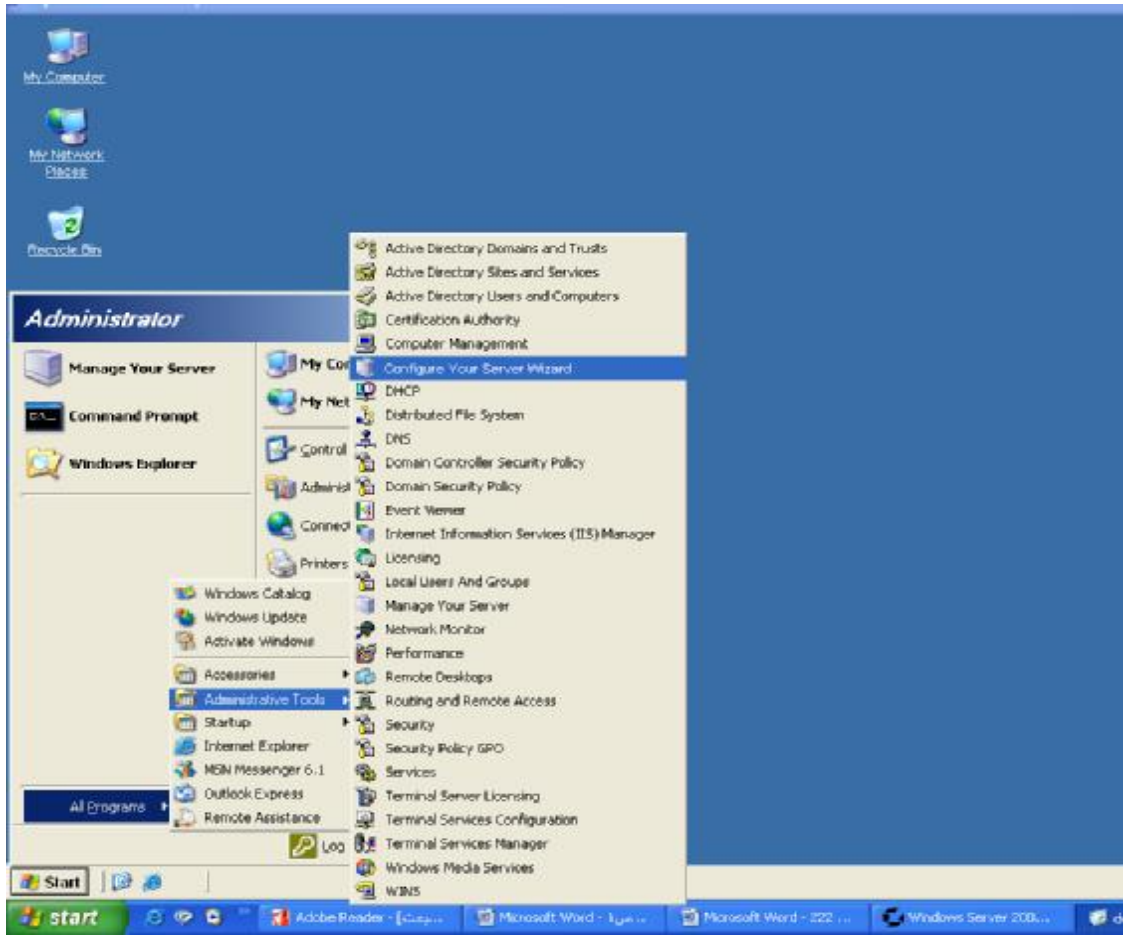 My Computer
My Network
Places
Recycle Bin
Administrator
Manage Your Server
Command Prompt
Windows Explorer
My Co
My Net
Control
Administ
Connect
Printers
Windows Catalog
Windows Update
Activate Windows
Accessories
Administrative Tools
Startup
Internet Explorer
MSN Messenger 6.1
Outlook Express
Remote Assistance
All Programs
Log
Active Directory Domains and Trusts
Active Directory Sites and Services
Active Directory Users and Computers
Certification Authority
Computer Management
Configure Your Server Wizard
DHCP
Distributed File System
DNS
Domain Controller Security Policy
Domain Security Policy
Event Viewer
Internet Information Services (IIS) Manager
Licensing
Local Users And Groups
Manage Your Server
Network Monitor
Performance
Remote Desktops
Routing and Remote Access
Security
Security Policy GPO
Services
Terminal Server Licensing
Terminal Services Configuration
Terminal Services Manager
Windows Media Services
WINS
Start
start
Adobe Reader - [
Microsoft Word -
Microsoft Word - 222 ...
Windows Server 200...